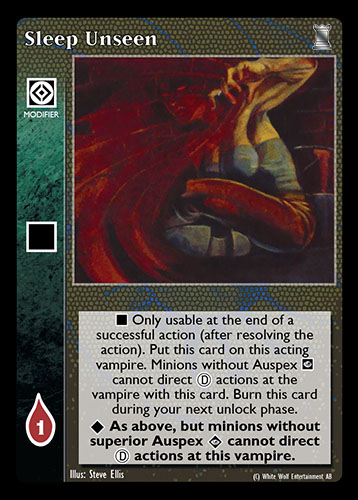 Sleep Unseen
MODIFIER
Only usable at the end of a
successful action (after resolving the
action). Put this card on this acting
vampire. Minions without Auspex
cannot direct D actions at the
vampire with this card. Burn this card
during your next unlock phase.
As above, but minions without
superior Auspex cannot direct
D actions at this vampire.
1
Illus: Steve Ellis
(C) White Wolf Entertainment AB